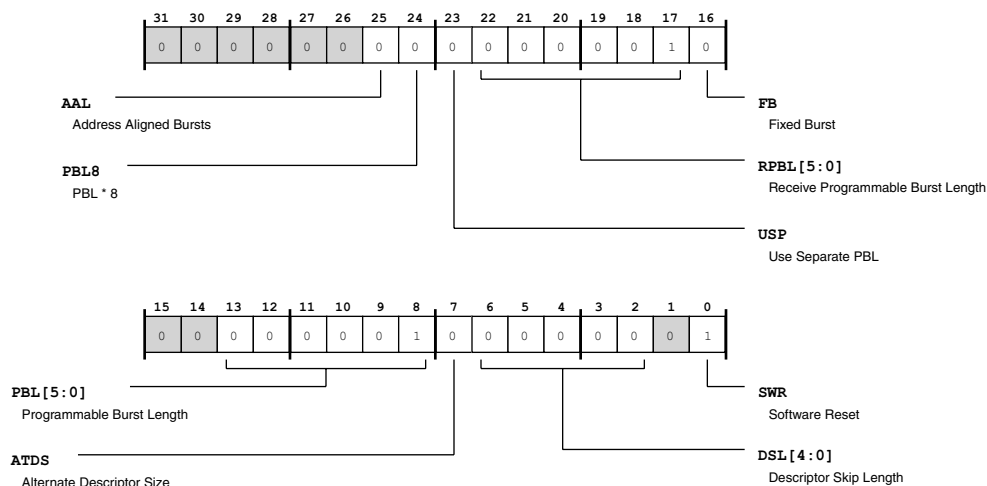 31 30 29 28 27 26 25 24 23 22 21 20 19 18 17 16
0 0 0 0 0 0 0 0 0 0 0 0 0 0 1 0
AAL
Address Aligned Bursts
FB
Fixed Burst
PBL8
PBL * 8
RPBL[5:0]
Receive Programmable Burst Length
USP
Use Separate PBL
15 14 13 12 11 10 9 8 7 6 5 4 3 2 1 0
0 0 0 0 0 0 0 1 0 0 0 0 0 0 0 1
PBL[5:0]
Programmable Burst Length
SWR
Software Reset
ATDS
Alternate Descriptor Size
DSL[4:0]
Descriptor Skip Length